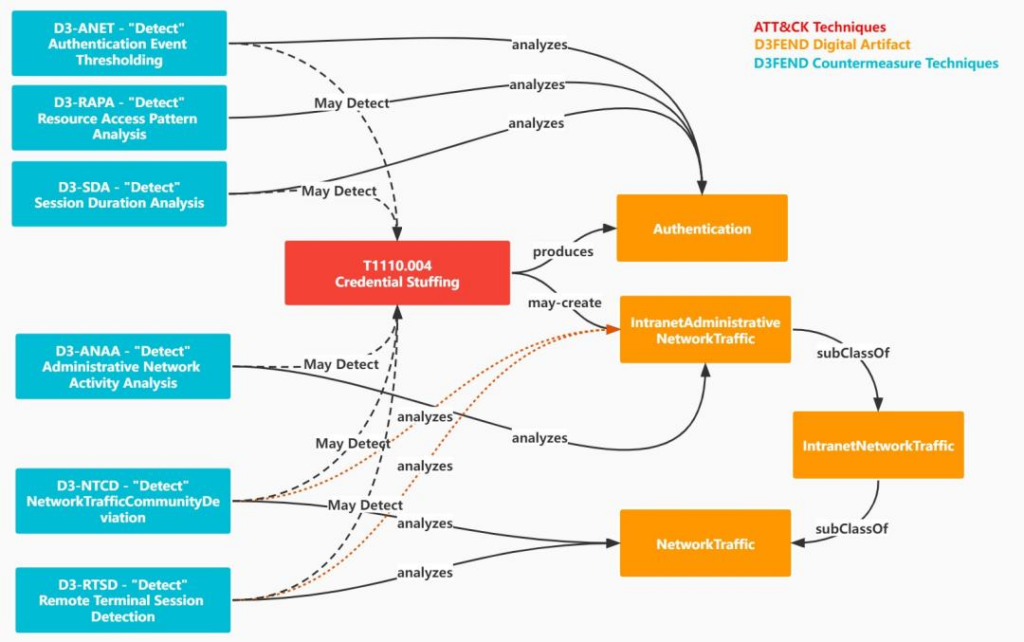 D3-ANET - "Detect"
Authentication Event
Thresholding
D3-RAPA - "Detect"
Resource Access Pattern
Analysis
D3-SDA - "Detect"
Session Duration Analysis
ATT&CK Techniques
D3FEND Digital Artifact
D3FEND Countermeasure Techniques
analyzes
analyzes
analyzes
May Detect
May Detect
Authentication
T1110.004
Credential Stuffing
produces
may-create
IntranetAdministrative
NetworkTraffic
subClassOf
D3-ANAA - "Detect"
Administrative Network
Activity Analysis
May Detect
analyzes
analyzes
May Detect
analyzes
IntranetNetworkTraffic
D3-NTCD - "Detect"
NetworkTrafficCommunityDe
viation
May Detect
analyzes
NetworkTraffic
subClassOf
D3-RTSD - "Detect"
Remote Terminal Session
Detection
analyzes